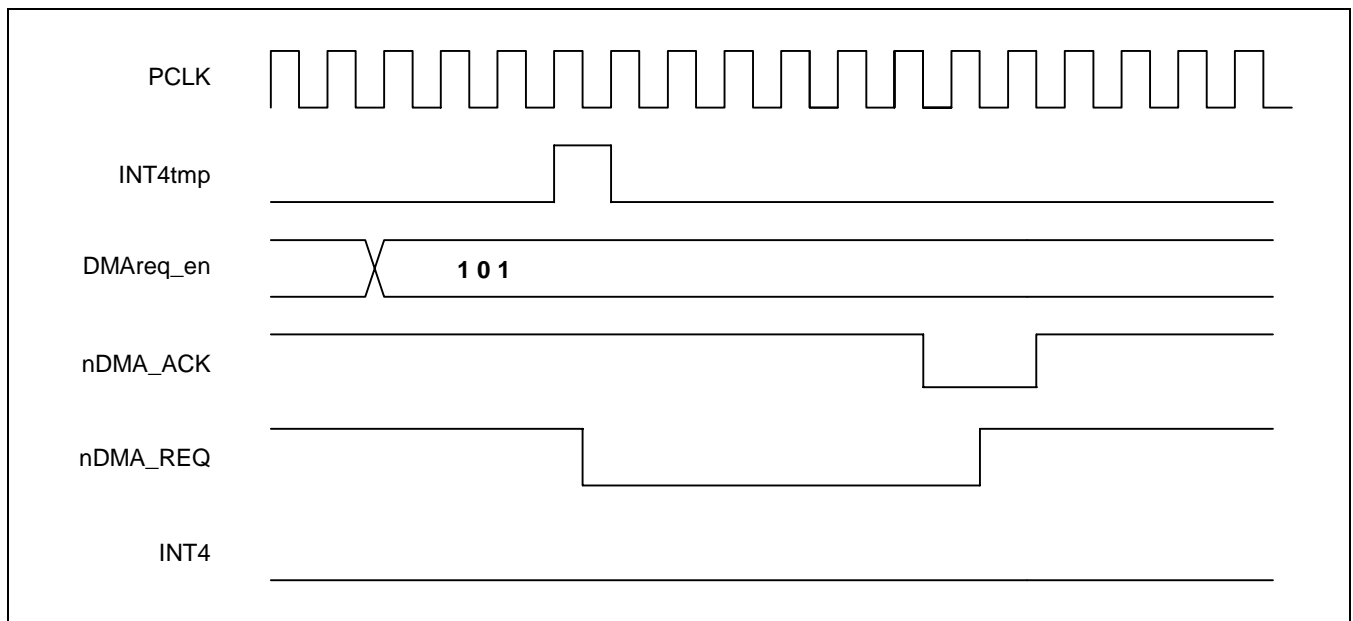 PCLK
INT4tmp
DMAreq_en
1 0 1
nDMA_ACK
nDMA_REQ
INT4